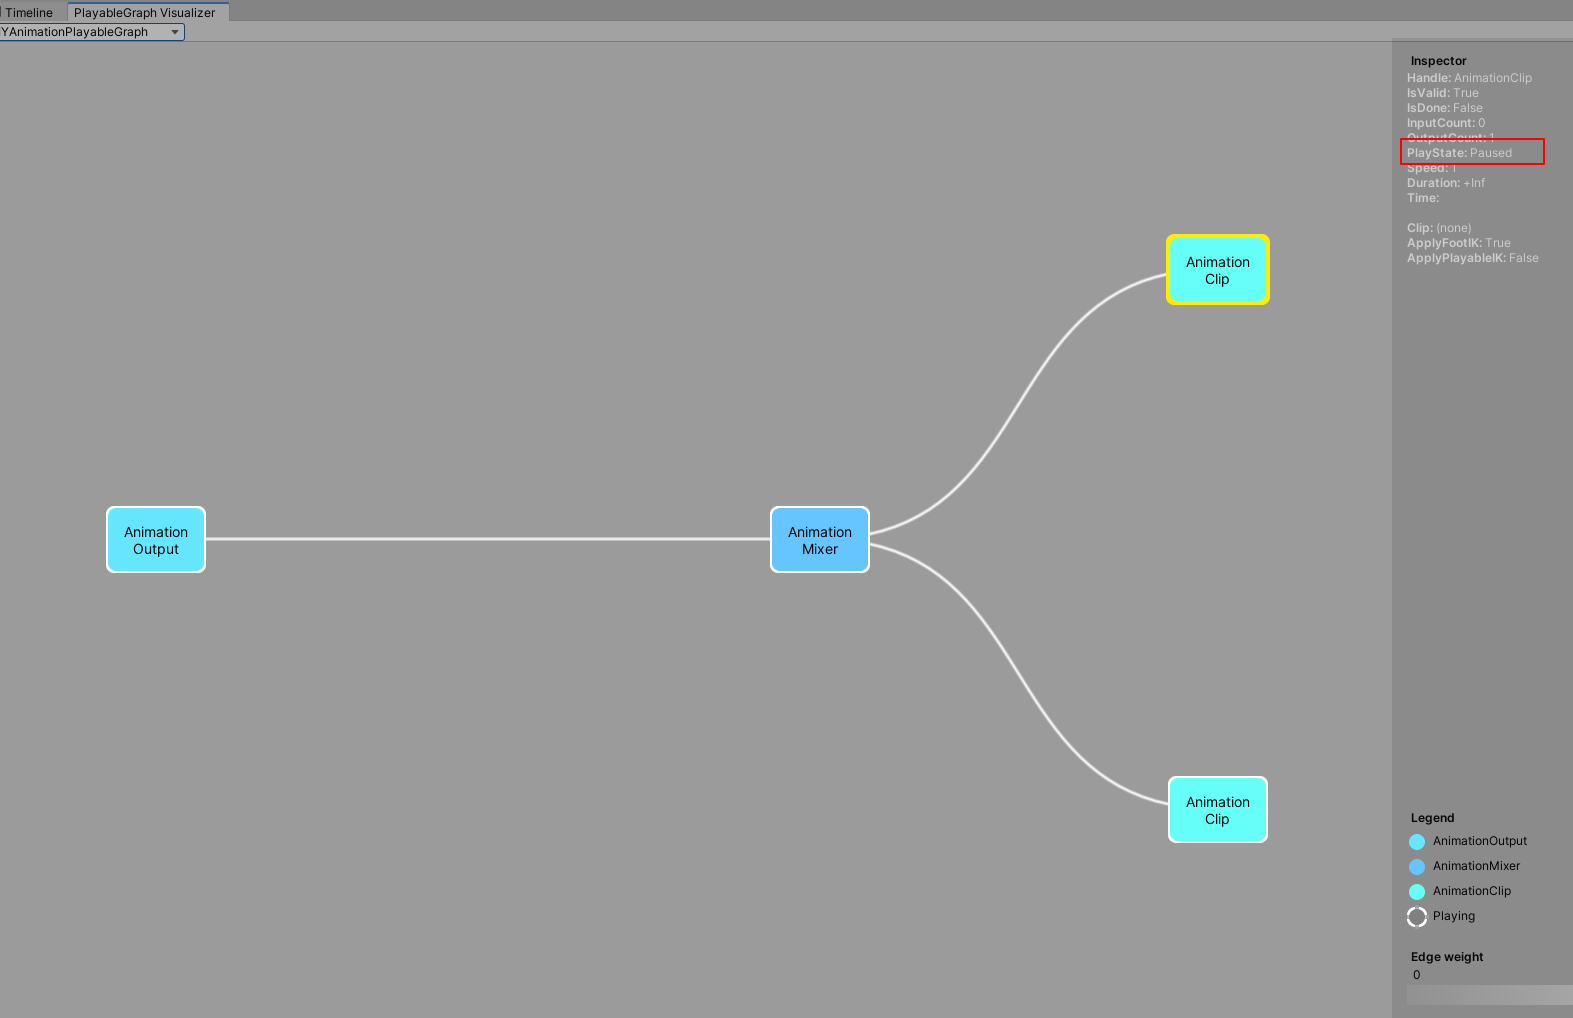 Timeline
PlayableGraph Visualizer
YAnimationPlayableGraph
Inspector
Handle: AnimationClip
IsValid: True
IsDone: False
InputCount: 0
OutputCount: 1
PlayState: Paused
Speed: 1
Duration: +Inf
Time:
Clip: (none)
ApplyFootIK: True
ApplyPlayableIK: False
Animation
Clip
Animation
Output
Animation
Mixer
Animation
Clip
Legend
AnimationOutput
AnimationMixer
AnimationClip
Playing
Edge weight
0